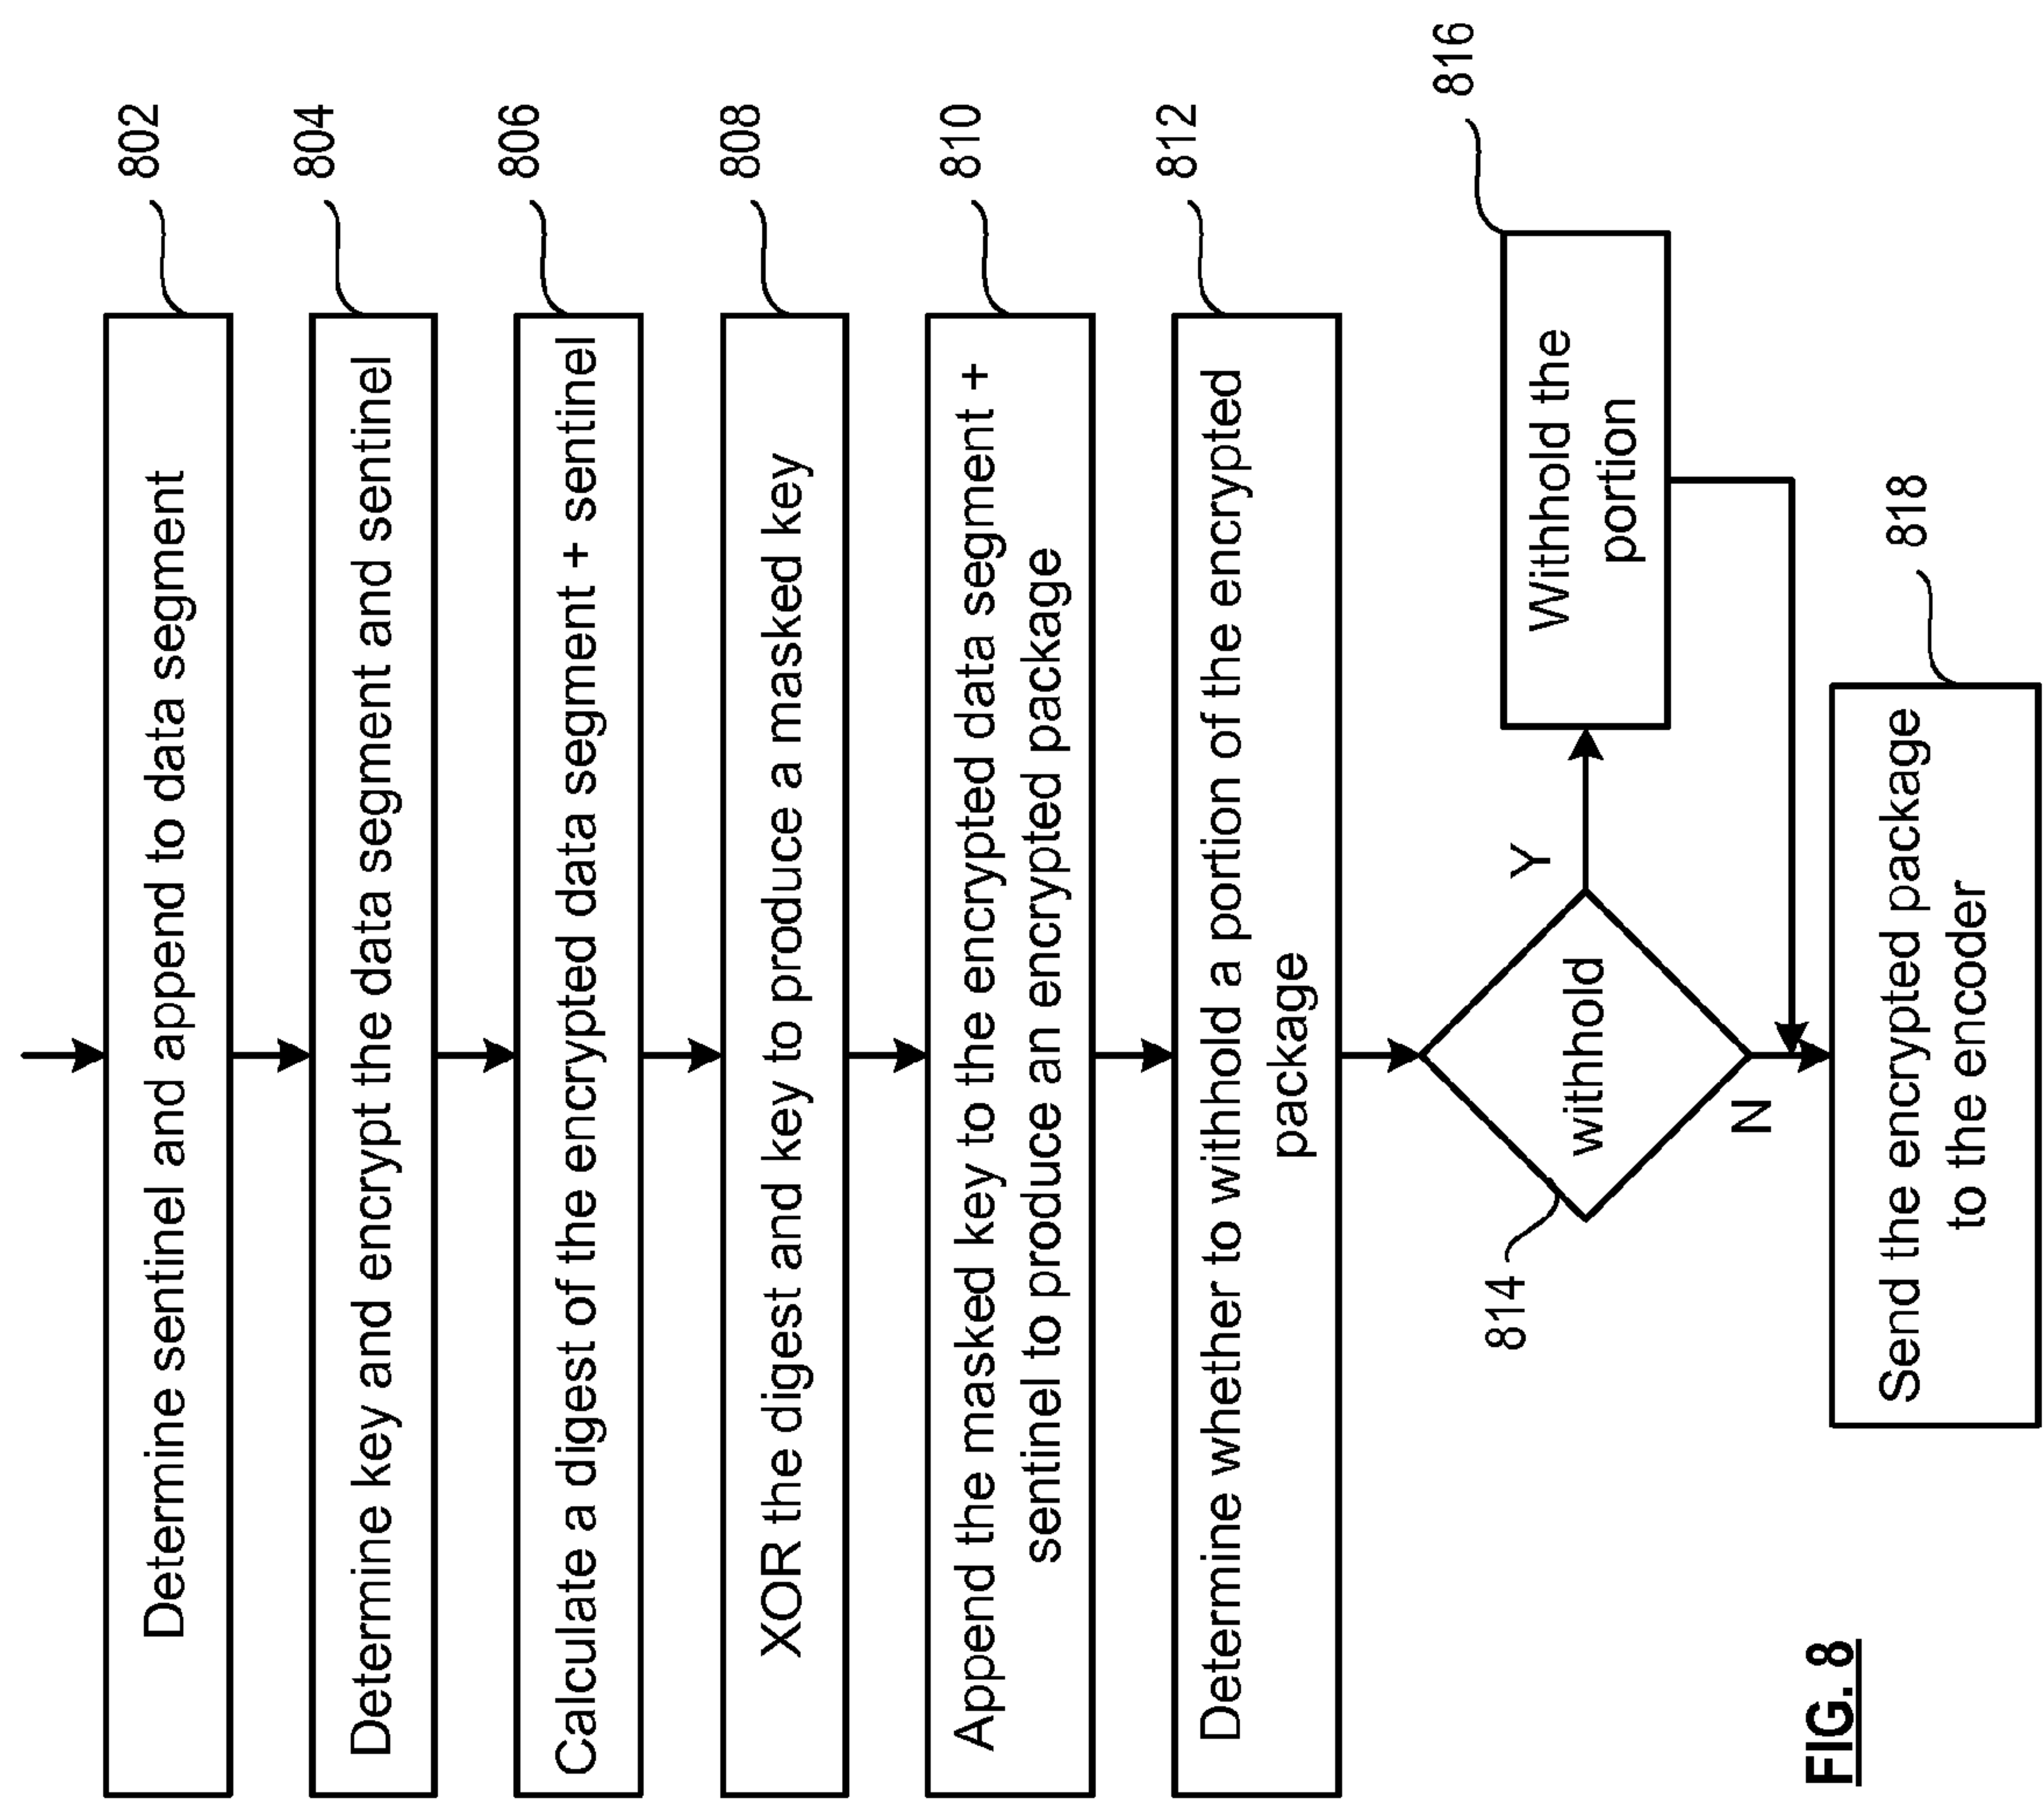 802
Determine sentinel and append to data segment
804
Determine key and encrypt the data segment and sentinel
806
Calculate a digest of the encrypted data segment + sentinel
808
XOR the digest and key to produce a masked key
810
Append the masked key to the encrypted data segment +
sentinel to produce an encrypted package
812
Determine whether to withhold a portion of the encrypted
package
814
withhold
Y
N
816
Withhold the
portion
818
Send the encrypted package
to the encoder
FIG. 8